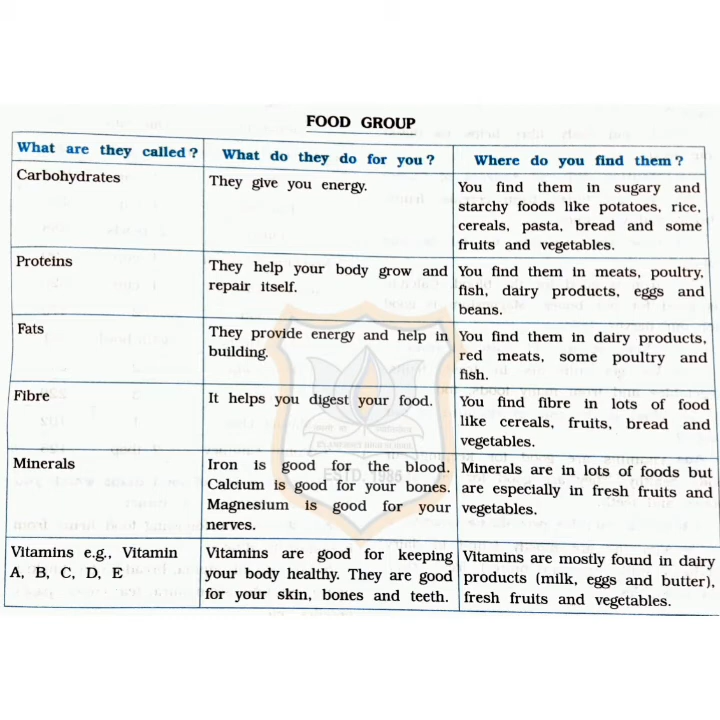 FOOD GROUP
What are they called?
What do they do for you?
Where do you find them?
Carbohydrates
They give you energy.
You find them in sugary and
starchy foods like potatoes, rice,
cereals, pasta, bread and some
fruits and vegetables.
Proteins
They help your body grow and
repair itself.
You find them in meats, poultry,
fish, dairy products, eggs and
beans.
Fats
They provide energy and help in
building.
You find them in dairy products,
red meats, some poultry and
fish.
Fibre
It helps you digest your food.
You find fibre in lots of food
like cereals, fruits, bread and
vegetables.
Minerals
Iron is good for the blood.
Calcium is good for your bones.
Magnesium is good for your
nerves.
Minerals are in lots of foods but
are especially in fresh fruits and
vegetables.
Vitamins e.g., Vitamin
A, B, C, D, E
Vitamins are good for keeping
your body healthy. They are good
for your skin, bones and teeth.
Vitamins are mostly found in dairy
products (milk, eggs and butter),
fresh fruits and vegetables.
ESTD. 1986